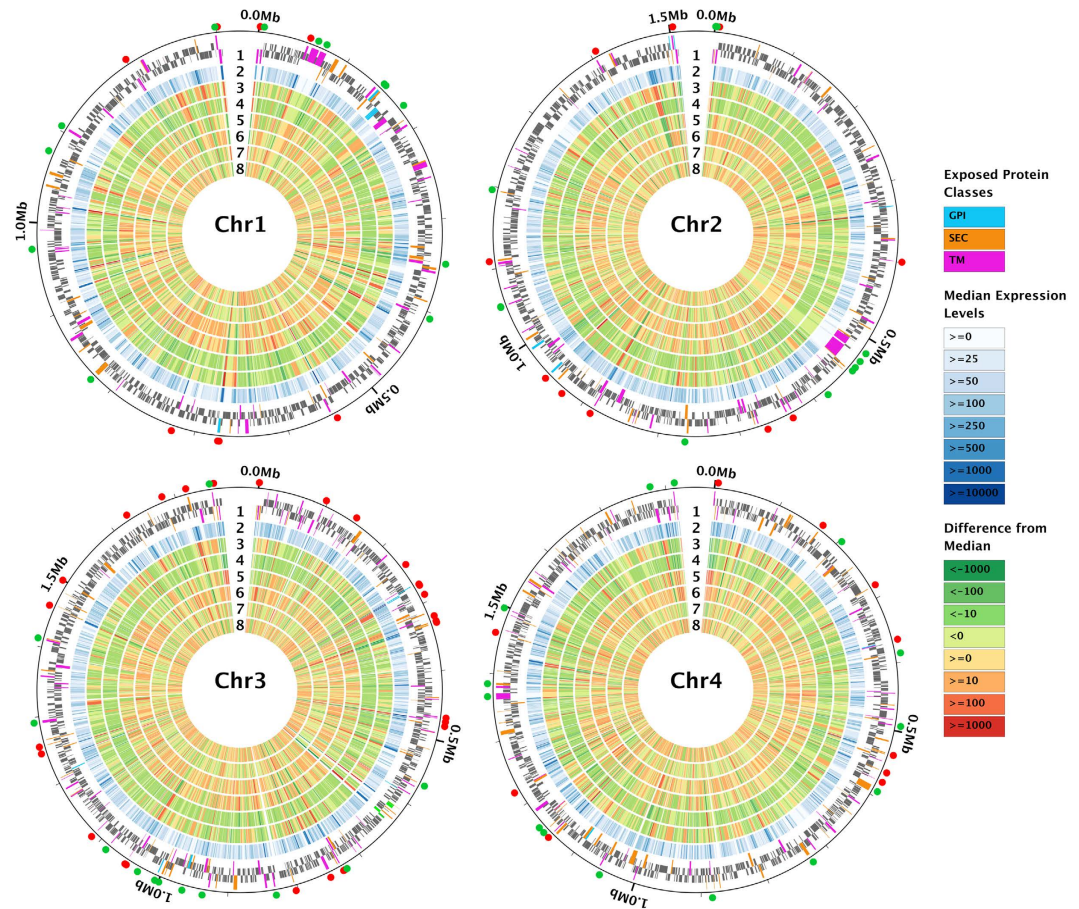 0.0Mb
1
2
3
4
5
6
7
8
Chr1
0.5Mb
1.0Mb
1.5Mb
0.0Mb
1
2
3
4
5
6
7
8
Chr2
0.5Mb
1.0Mb
0.0Mb
1
2
3
4
5
6
7
8
Chr3
0.5Mb
1.0Mb
1.5Mb
0.0Mb
1
2
3
4
5
6
7
8
Chr4
0.5Mb
1.0Mb
1.5Mb
Exposed Protein
Classes
GPI
SEC
TM
Median Expression
Levels
>=0
>=25
>=50
>=100
>=250
>=500
>=1000
>=10000
Difference from
Median
<-1000
<-100
<-10
<0
>=0
>=10
>=100
>=1000